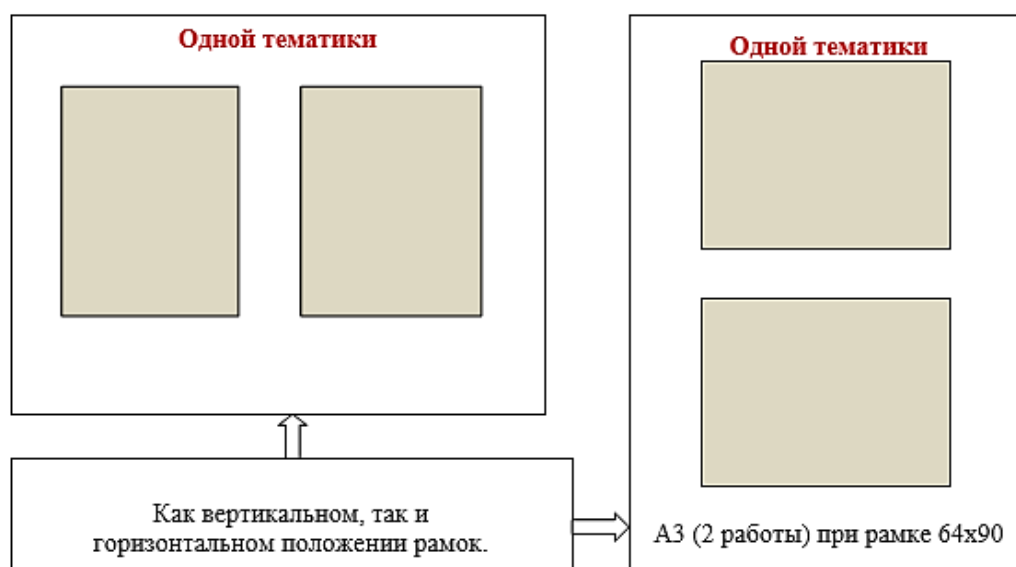 Одной тематики
Одной тематики
Как вертикальном, так и
горизонтальном положении рамок.
А3 (2 работы) при рамке 64х90